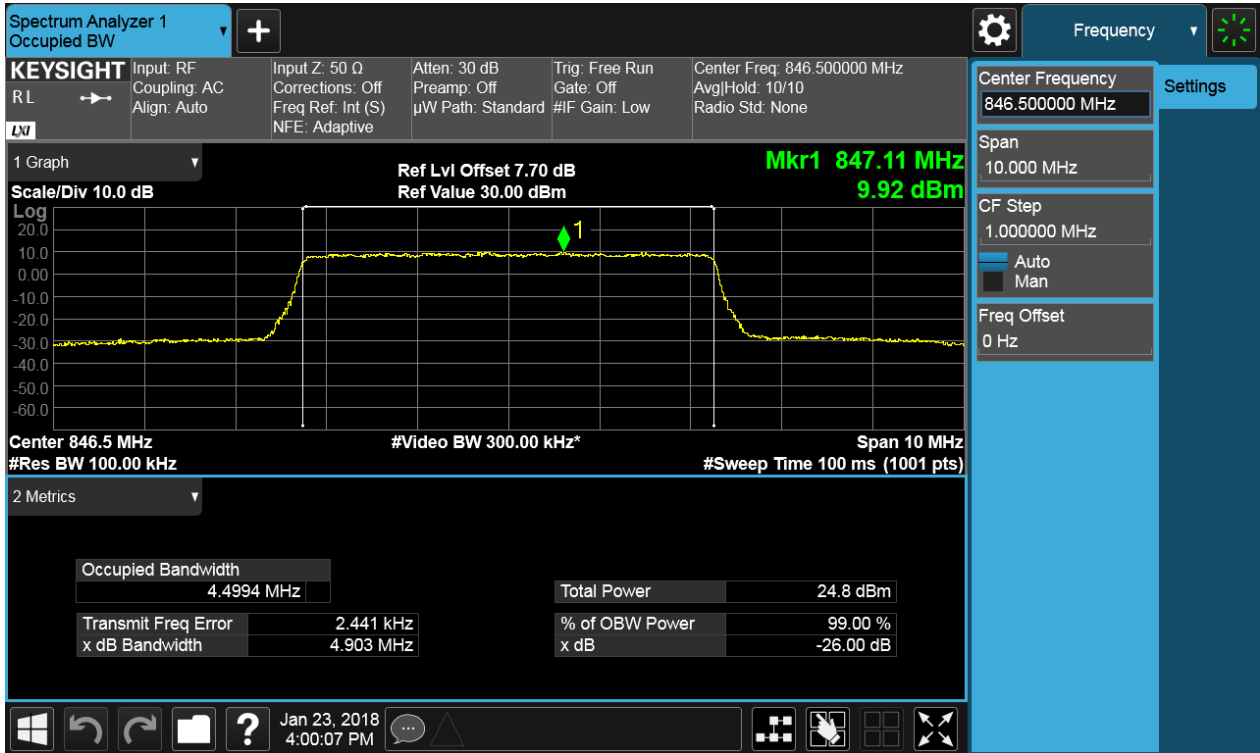 Spectrum Analyzer 1
Occupied BW
Frequency
KEYSIGHT
RL
LXI
Input: RF
Coupling: AC
Align: Auto
Input Z: 50 Ω
Corrections: Off
Freq Ref: Int (S)
NFE: Adaptive
Atten: 30 dB
Preamp: Off
µW Path: Standard
Trig: Free Run
Gate: Off
#IF Gain: Low
Center Freq: 846.500000 MHz
Avg|Hold: 10/10
Radio Std: None
Center Frequency
846.500000 MHz
Settings
Span
10.000 MHz
CF Step
1.000000 MHz
Auto
Man
Freq Offset
0 Hz
1 Graph
Scale/Div 10.0 dB
Ref Lvl Offset 7.70 dB
Ref Value 30.00 dBm
Mkr1 847.11 MHz
9.92 dBm
Log
20.0
10.0
0.00
-10.0
-20.0
-30.0
-40.0
-50.0
-60.0
1
Center 846.5 MHz
#Res BW 100.00 kHz
#Video BW 300.00 kHz*
Span 10 MHz
#Sweep Time 100 ms (1001 pts)
2 Metrics
Occupied Bandwidth
4.4994 MHz
Total Power 24.8 dBm
Transmit Freq Error 2.441 kHz
% of OBW Power 99.00 %
x dB Bandwidth 4.903 MHz
x dB -26.00 dB
?
Jan 23, 2018
4:00:07 PM